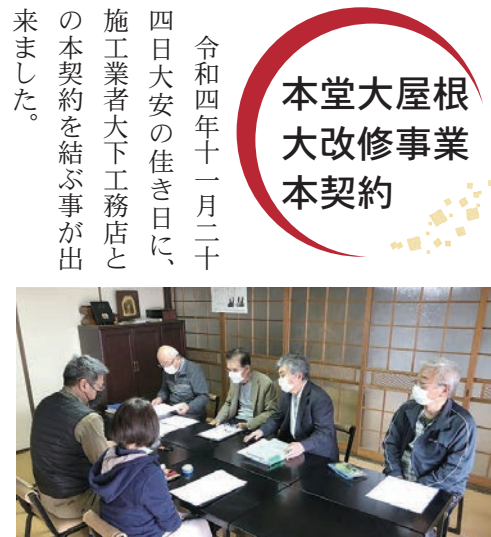 本堂大屋根
大改修事業
本契約
令和四年十一月二十
四日大安の佳き日に、
施工業者大下工務店と
の本契約を結ぶ事が出
来ました。